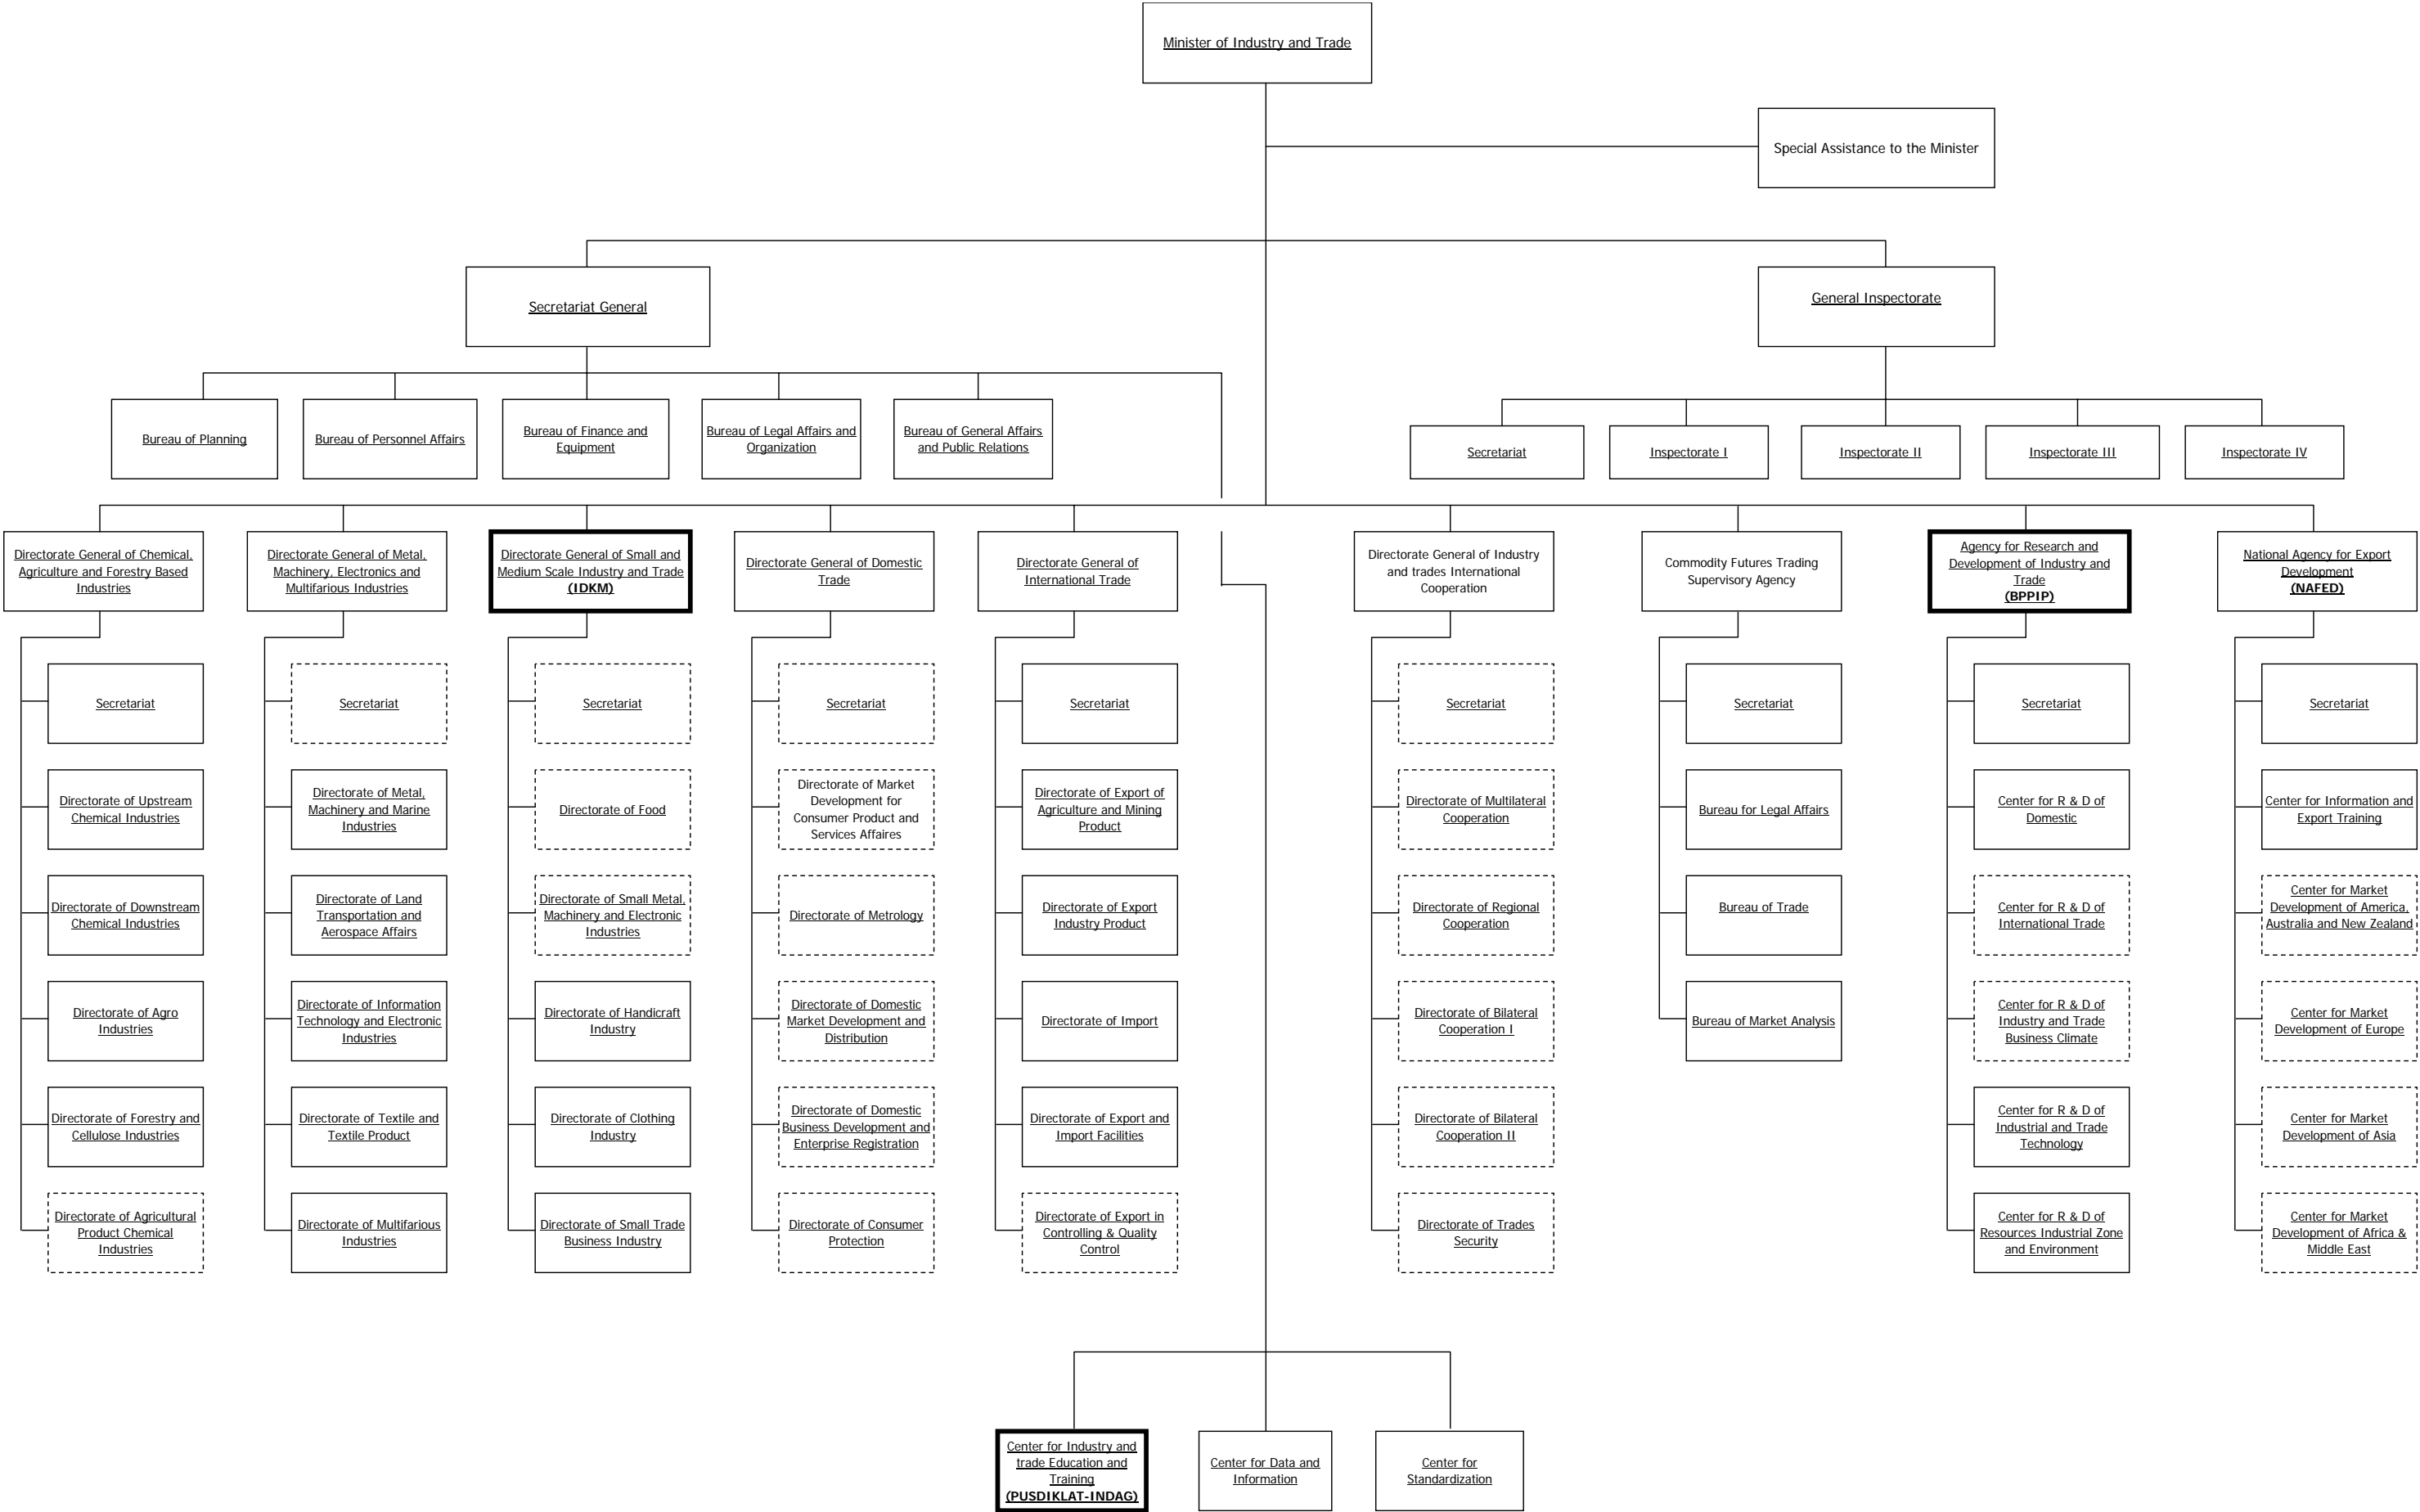 Minister of Industry and Trade
Special Assistance to the Minister
Secretariat General
General Inspectorate
Bureau of Planning
Bureau of Personnel Affairs
Bureau of Finance and
Equipment
Bureau of Legal Affairs and
Organization
Bureau of General Affairs
and Public Relations
Secretariat
Inspectorate I
Inspectorate II
Inspectorate III
Inspectorate IV
Directorate General of Chemical,
Agriculture and Forestry Based
Industries
Directorate General of Metal,
Machinery, Electronics and
Multifarious Industries
Directorate General of Small and
Medium Scale Industry and Trade
(IDKM)
Directorate General of Domestic
Trade
Directorate General of
International Trade
Directorate General of Industry
and trades International
Cooperation
Commodity Futures Trading
Supervisory Agency
Agency for Research and
Development of Industry and
Trade
(BPPIP)
National Agency for Export
Development
(NAFED)
Secretariat
Directorate of Upstream
Chemical Industries
Directorate of Downstream
Chemical Industries
Directorate of Agro
Industries
Directorate of Forestry and
Cellulose Industries
Directorate of Agricultural
Product Chemical
Industries
Secretariat
Directorate of Metal,
Machinery and Marine
Industries
Directorate of Land
Transportation and
Aerospace Affairs
Directorate of Information
Technology and Electronic
Industries
Directorate of Textile and
Textile Product
Directorate of Multifarious
Industries
Secretariat
Directorate of Food
Directorate of Small Metal,
Machinery and Electronic
Industries
Directorate of Handicraft
Industry
Directorate of Clothing
Industry
Directorate of Small Trade
Business Industry
Secretariat
Directorate of Market
Development for
Consumer Product and
Services Affaires
Directorate of Metrology
Directorate of Domestic
Market Development and
Distribution
Directorate of Domestic
Business Development and
Enterprise Registration
Directorate of Consumer
Protection
Secretariat
Directorate of Export of
Agriculture and Mining
Product
Directorate of Export
Industry Product
Directorate of Import
Directorate of Export and
Import Facilities
Directorate of Export in
Controlling & Quality
Control
Secretariat
Directorate of Multilateral
Cooperation
Directorate of Regional
Cooperation
Directorate of Bilateral
Cooperation I
Directorate of Bilateral
Cooperation II
Directorate of Trades
Security
Secretariat
Bureau for Legal Affairs
Bureau of Trade
Bureau of Market Analysis
Secretariat
Center for R & D of
Domestic
Center for R & D of
International Trade
Center for R & D of
Industry and Trade
Business Climate
Center for R & D of
Industrial and Trade
Technology
Center for R & D of
Resources Industrial Zone
and Environment
Secretariat
Center for Information and
Export Training
Center for Market
Development of America,
Australia and New Zealand
Center for Market
Development of Europe
Center for Market
Development of Asia
Center for Market
Development of Africa &
Middle East
Center for Industry and
trade Education and
Training
(PUSDIKLAT-INDAG)
Center for Data and
Information
Center for
Standardization